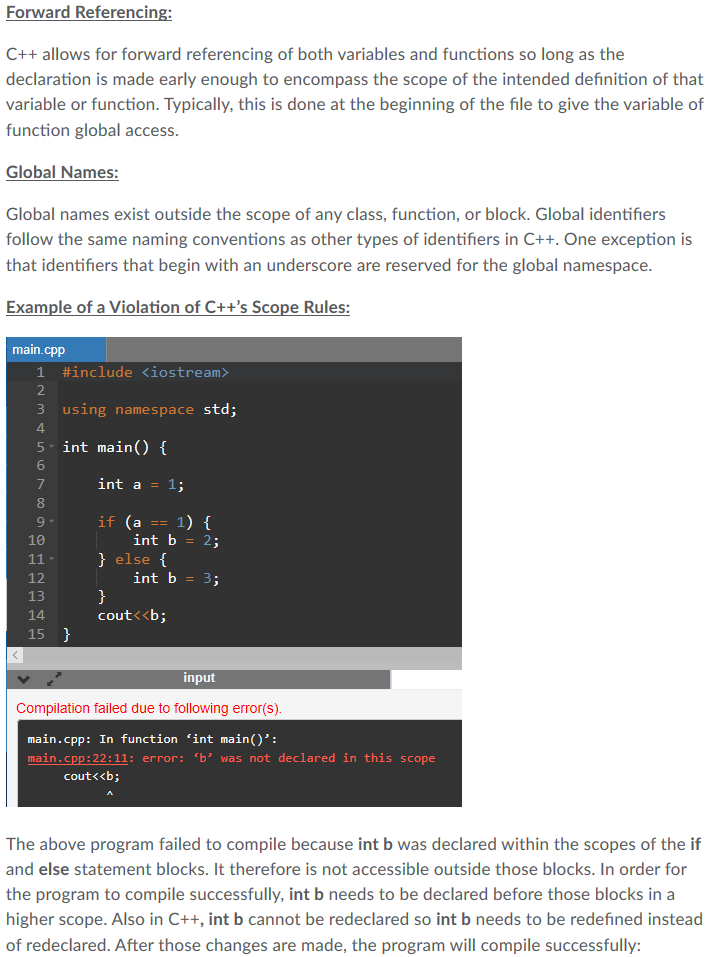 Forward Referencing:
C++ allows for forward referencing of both variables and functions so long as the
declaration is made early enough to encompass the scope of the intended definition of that
variable or function. Typically, this is done at the beginning of the file to give the variable of
function global access.
Global Names:
Global names exist outside the scope of any class, function, or block. Global identifiers
follow the same naming conventions as other types of identifiers in C++. One exception is
that identifiers that begin with an underscore are reserved for the global namespace.
Example of a Violation of C++’s Scope Rules:
main.cpp
1 #include <iostream>
2
3 using namespace std;
4
5 int main() {
6
7     int a = 1;
8
9     if (a == 1) {
10         int b = 2;
11     } else {
12         int b = 3;
13     }
14     cout<<b;
15 }
input
Compilation failed due to following error(s).
main.cpp: In function ‘int main()’:
main.cpp:22:11: error: ‘b’ was not declared in this scope
cout<<b;
^
The above program failed to compile because int b was declared within the scopes of the if
and else statement blocks. It therefore is not accessible outside those blocks. In order for
the program to compile successfully, int b needs to be declared before those blocks in a
higher scope. Also in C++, int b cannot be redeclared so int b needs to be redefined instead
of redeclared. After those changes are made, the program will compile successfully: